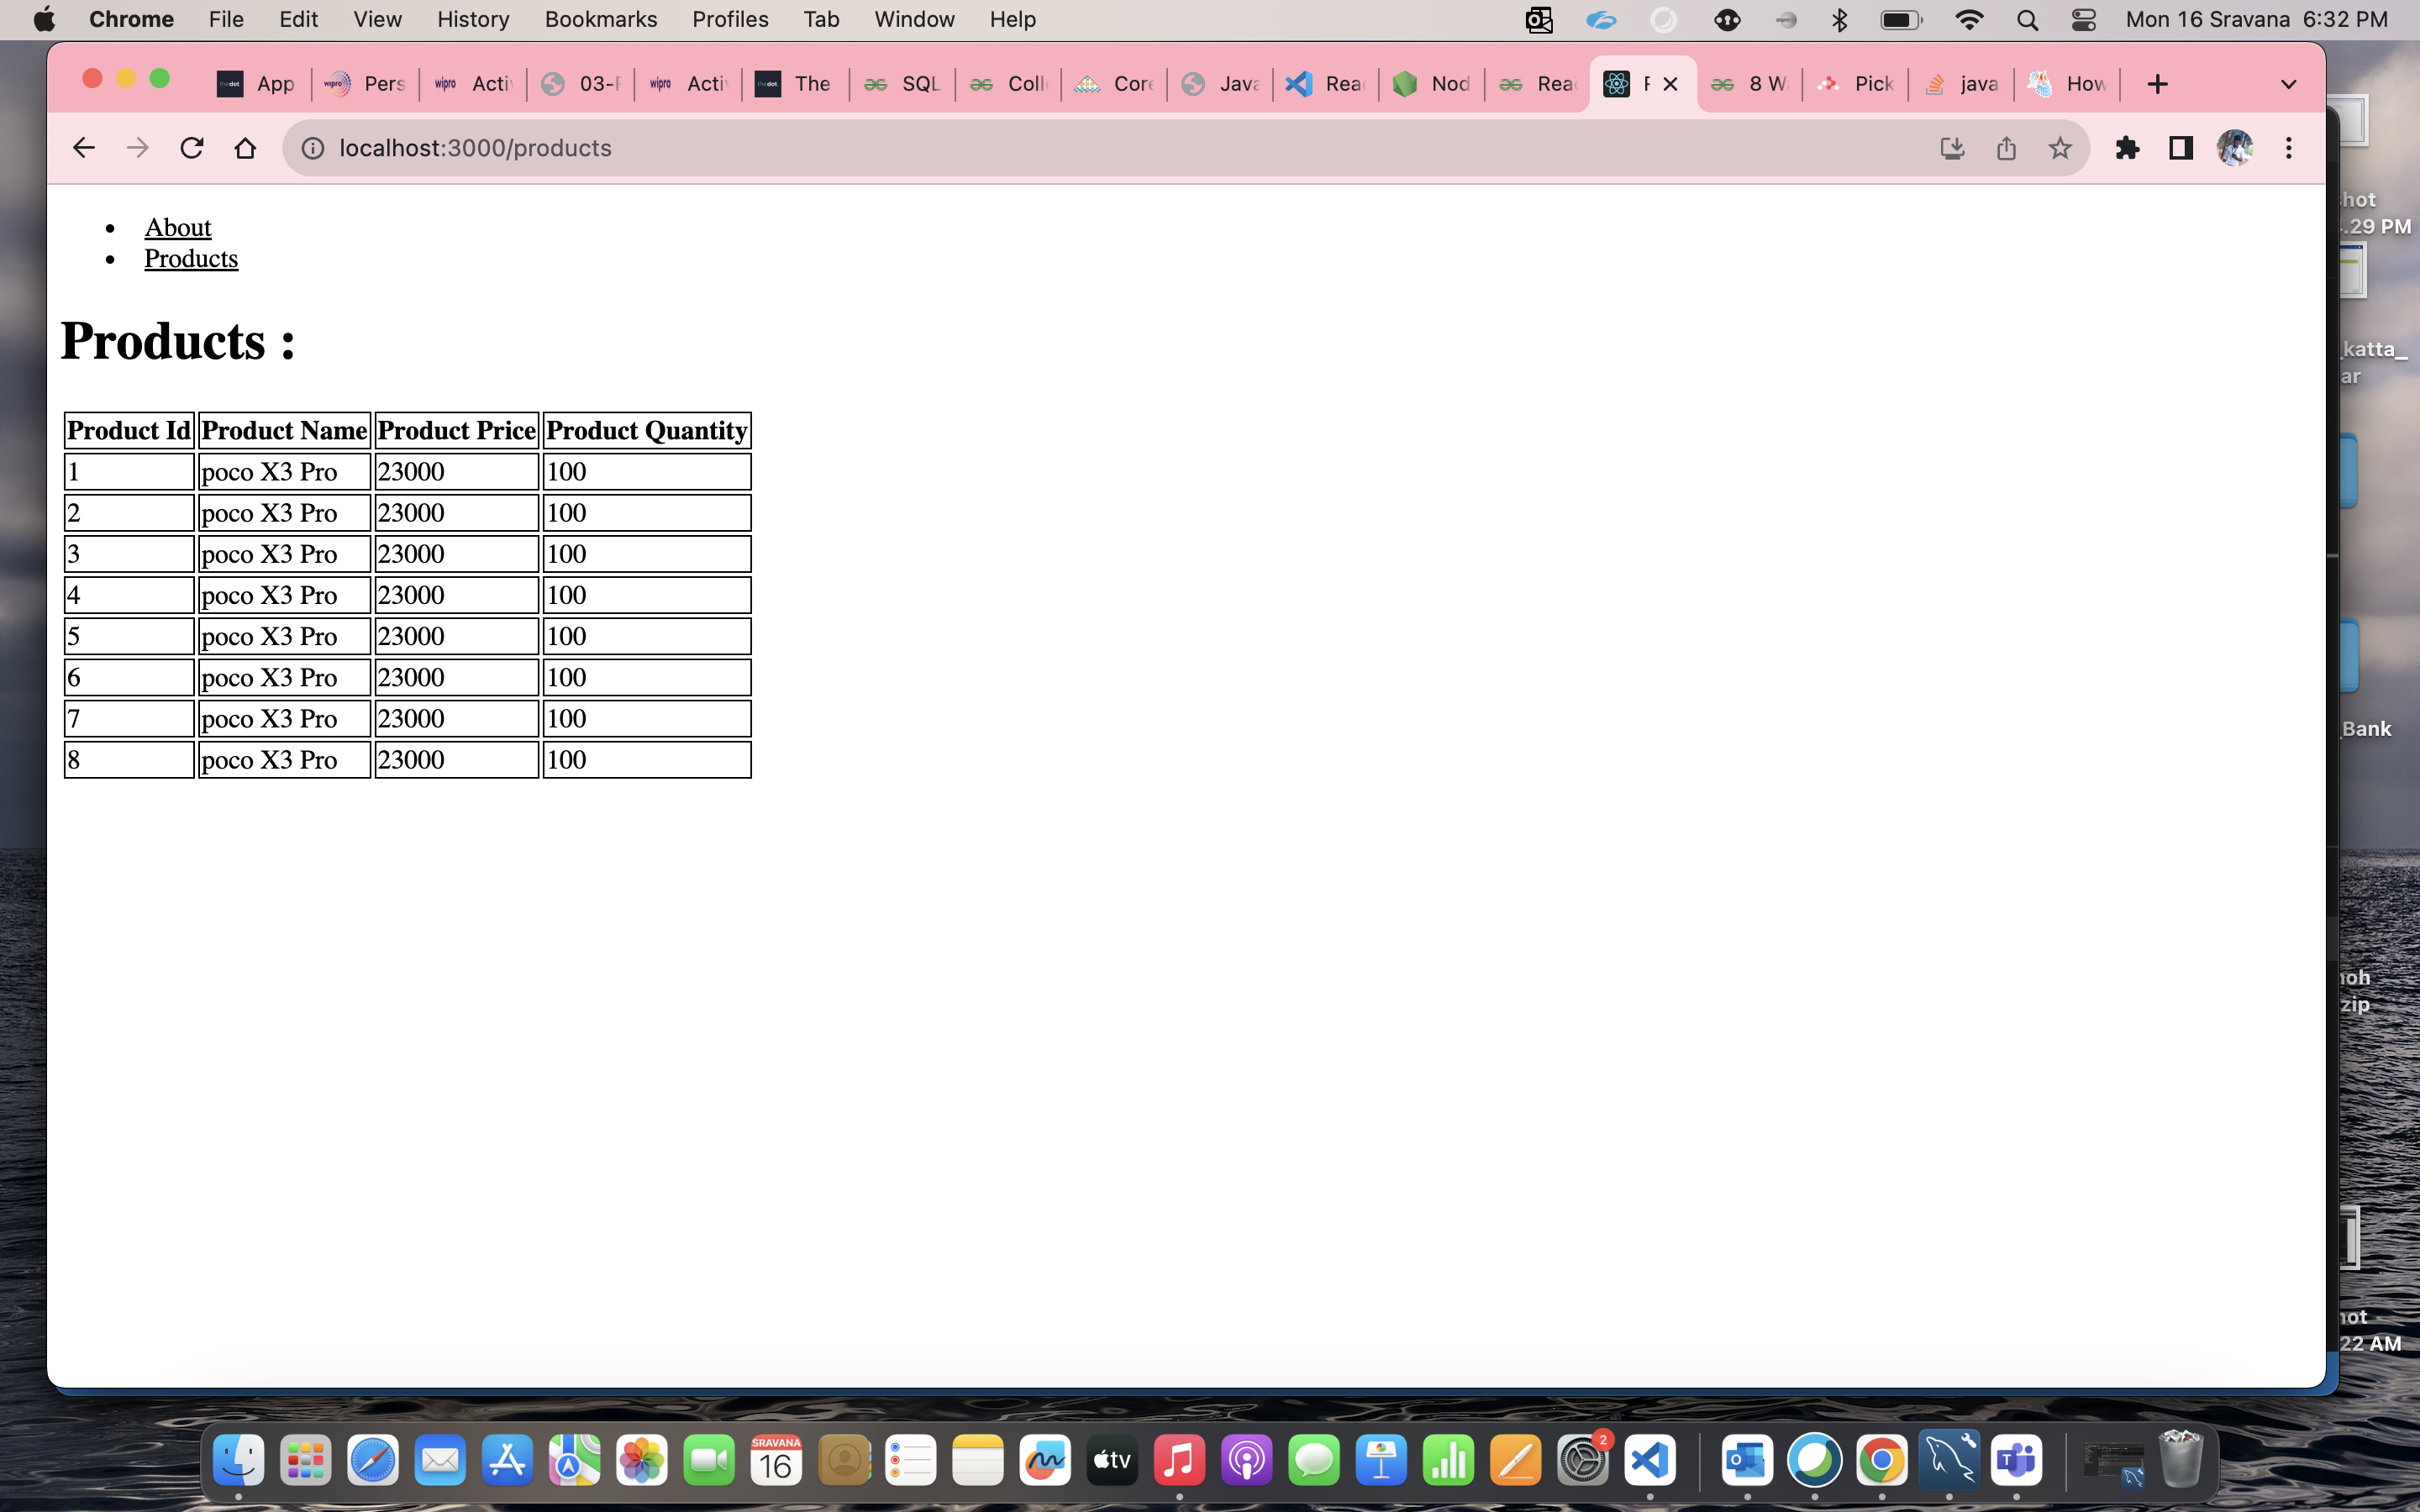 Chrome File Edit View History Bookmarks Profiles Tab Window Help Mon 16 Sravana 6:32 PM
App Pers Acti 03- Acti The SQL Coll Core Java Rea Nod Rea 8 W Pick java How
localhost:3000/products
About
Products
Products :
Product Id Product Name Product Price Product Quantity
1 poco X3 Pro 23000 100
2 poco X3 Pro 23000 100
3 poco X3 Pro 23000 100
4 poco X3 Pro 23000 100
5 poco X3 Pro 23000 100
6 poco X3 Pro 23000 100
7 poco X3 Pro 23000 100
8 poco X3 Pro 23000 100
hot
.29 PM
katta_
ar
_Bank
oh
zip
ot
22 AM
SRAVANA
16
tv
2